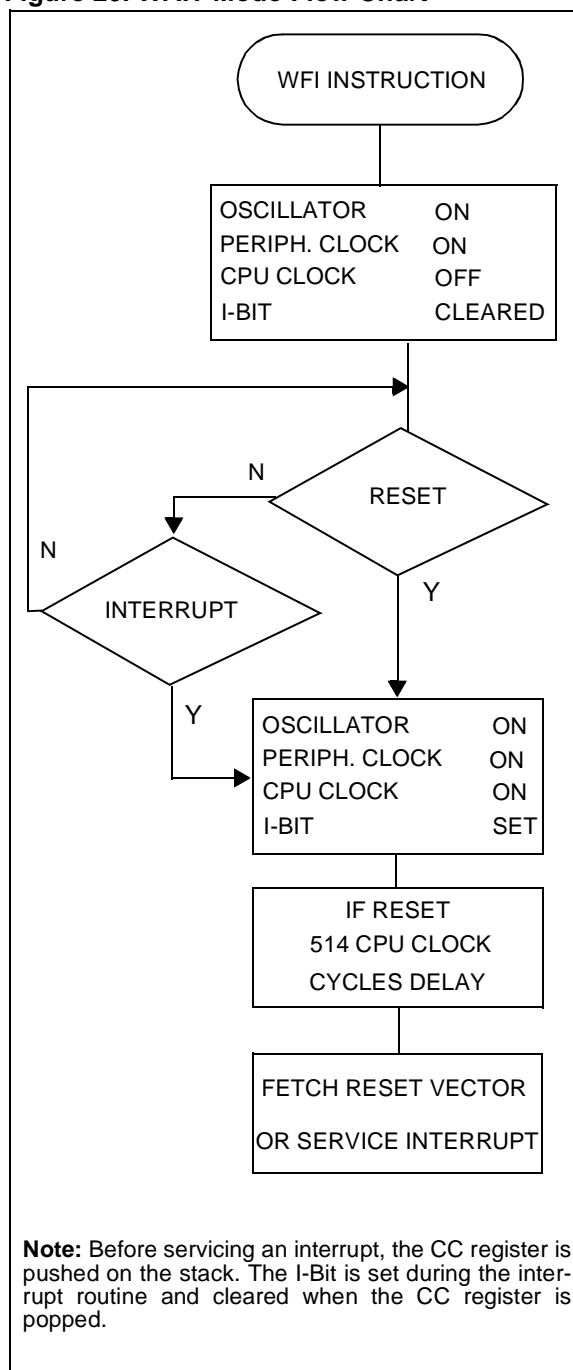 WFI INSTRUCTION
OSCILLATOR ON
PERIPH. CLOCK ON
CPU CLOCK OFF
I-BIT CLEARED
N
RESET
N
INTERRUPT
Y
Y
OSCILLATOR ON
PERIPH. CLOCK ON
CPU CLOCK ON
I-BIT SET
IF RESET
514 CPU CLOCK
CYCLES DELAY
FETCH RESET VECTOR
OR SERVICE INTERRUPT
Note: Before servicing an interrupt, the CC register is
pushed on the stack. The I-Bit is set during the inter-
rupt routine and cleared when the CC register is
popped.